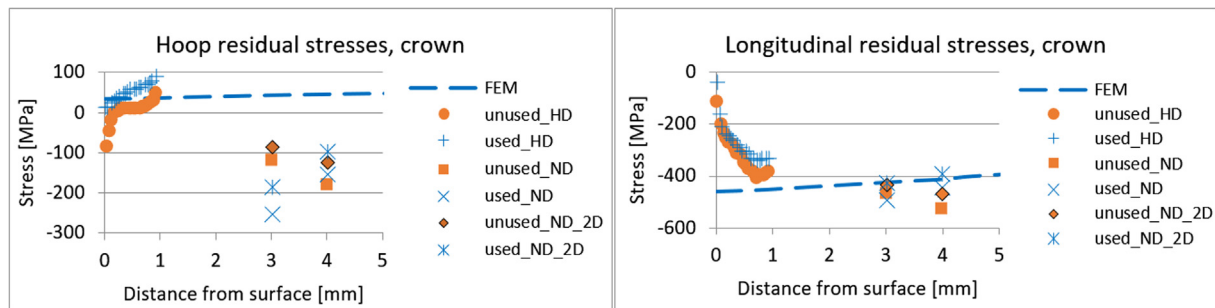 Hoop residual stresses, crown
Stress [MPa]
100
0
-100
-200
-300
0 1 2 3 4 5
Distance from surface [mm]
FEM
unused_HD
used_HD
unused_ND
used_ND
unused_ND_2D
used_ND_2D
Longitudinal residual stresses, crown
Stress [MPa]
0
-200
-400
-600
0 1 2 3 4 5
Distance from surface [mm]
FEM
unused_HD
used_HD
unused_ND
used_ND
unused_ND_2D
used_ND_2D